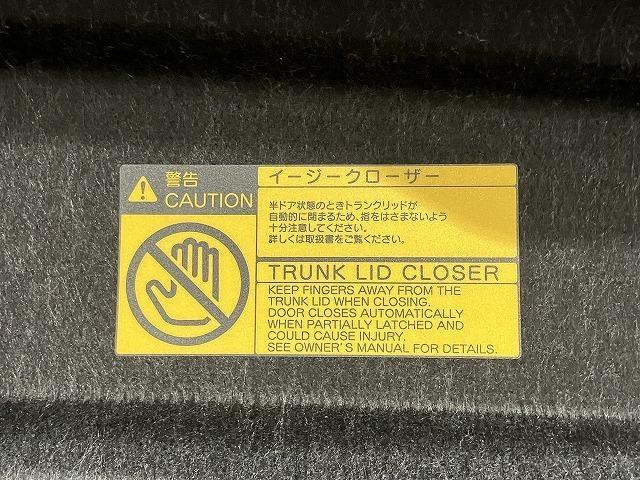 警告
CAUTION
イージークローザー
半ドア状態のときトランクリッドが
自動的に閉まるため、指をはさまないよう
十分注意してください。
詳しくは取扱書をご覧ください。
TRUNK LID CLOSER
KEEP FINGERS AWAY FROM THE
TRUNK LID WHEN CLOSING.
DOOR CLOSES AUTOMATICALLY
WHEN PARTIALLY LATCHED AND
COULD CAUSE INJURY.
SEE OWNER'S MANUAL FOR DETAILS.